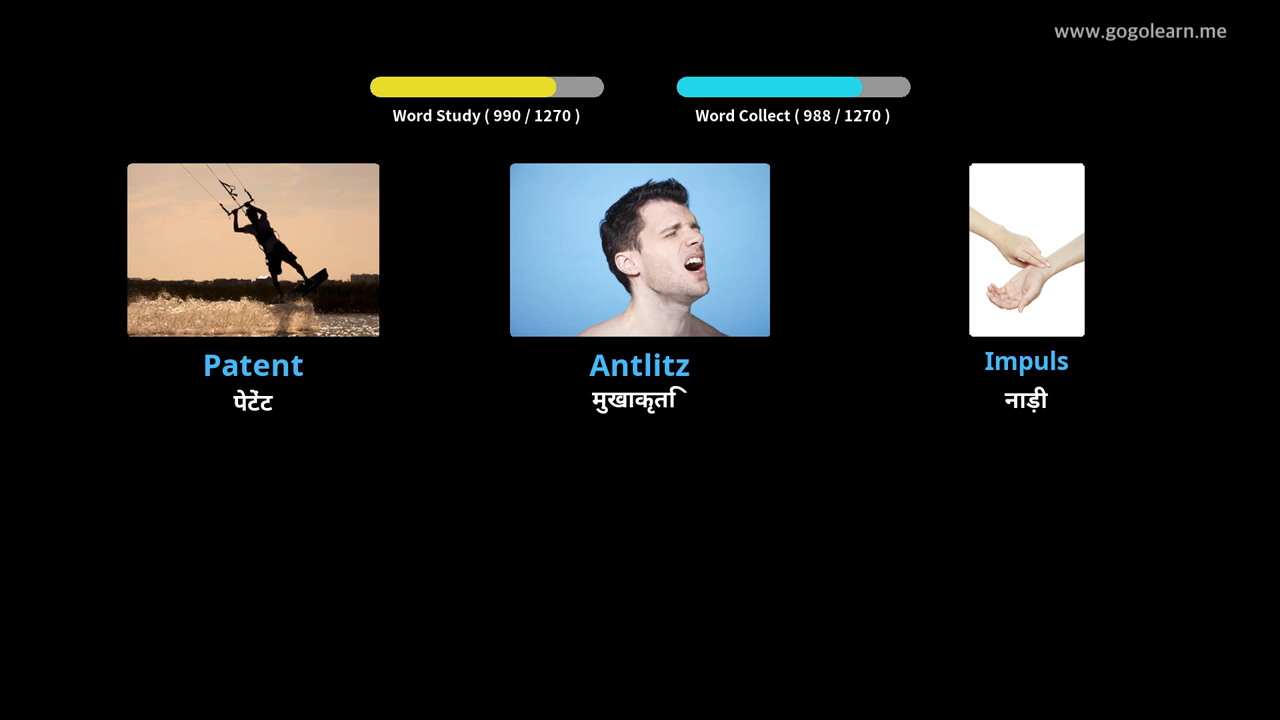 www.gogolearn.me
Word Study ( 990 / 1270 )
Word Collect ( 988 / 1270 )
Patent
Antlitz
Impuls
पेटेंट
मुखाकृति
नाड़ी